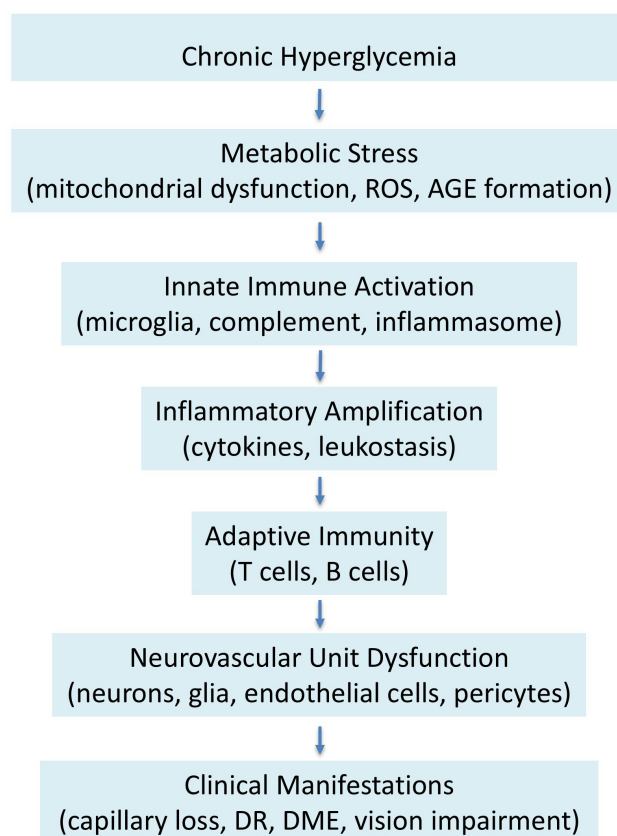 Chronic Hyperglycemia
Metabolic Stress
(mitochondrial dysfunction, ROS, AGE formation)
Innate Immune Activation
(microglia, complement, inflammasome)
Inflammatory Amplification
(cytokines, leukostasis)
Adaptive Immunity
(T cells, B cells)
Neurovascular Unit Dysfunction
(neurons, glia, endothelial cells, pericytes)
Clinical Manifestations
(capillary loss, DR, DME, vision impairment)